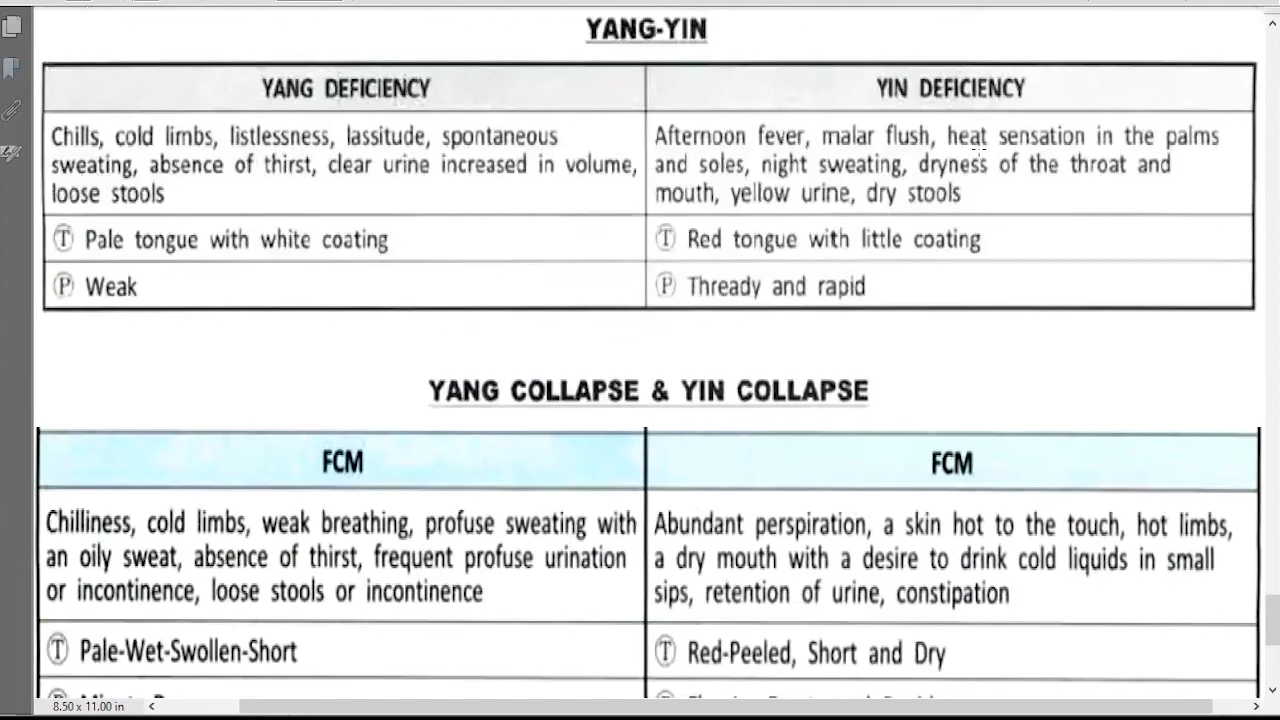 YANG-YIN
YANG DEFICIENCY
YIN DEFICIENCY
Chills, cold limbs, listlessness, lassitude, spontaneous
sweating, absence of thirst, clear urine increased in volume,
loose stools
Afternoon fever, malar flush, heat sensation in the palms
and soles, night sweating, dryness of the throat and
mouth, yellow urine, dry stools
Ⓣ Pale tongue with white coating
Ⓣ Red tongue with little coating
Ⓟ Weak
Ⓟ Thready and rapid
YANG COLLAPSE & YIN COLLAPSE
FCM
FCM
Chilliness, cold limbs, weak breathing, profuse sweating with
an oily sweat, absence of thirst, frequent profuse urination
or incontinence, loose stools or incontinence
Abundant perspiration, a skin hot to the touch, hot limbs,
a dry mouth with a desire to drink cold liquids in small
sips, retention of urine, constipation
Ⓣ Pale-Wet-Swollen-Short
Ⓣ Red-Peeled, Short and Dry
8.50 x 11.00 in